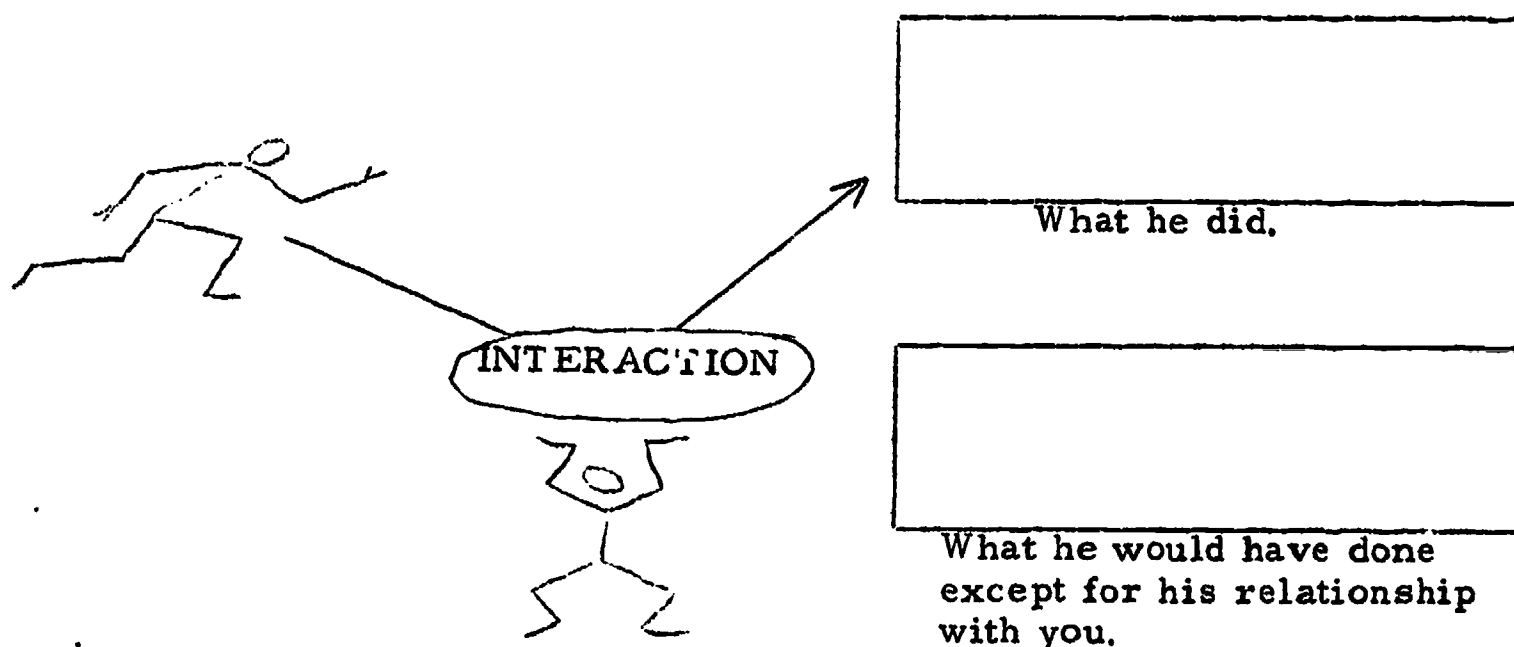 What he did.
INTERACTION
What he would have done
except for his relationship
with you.